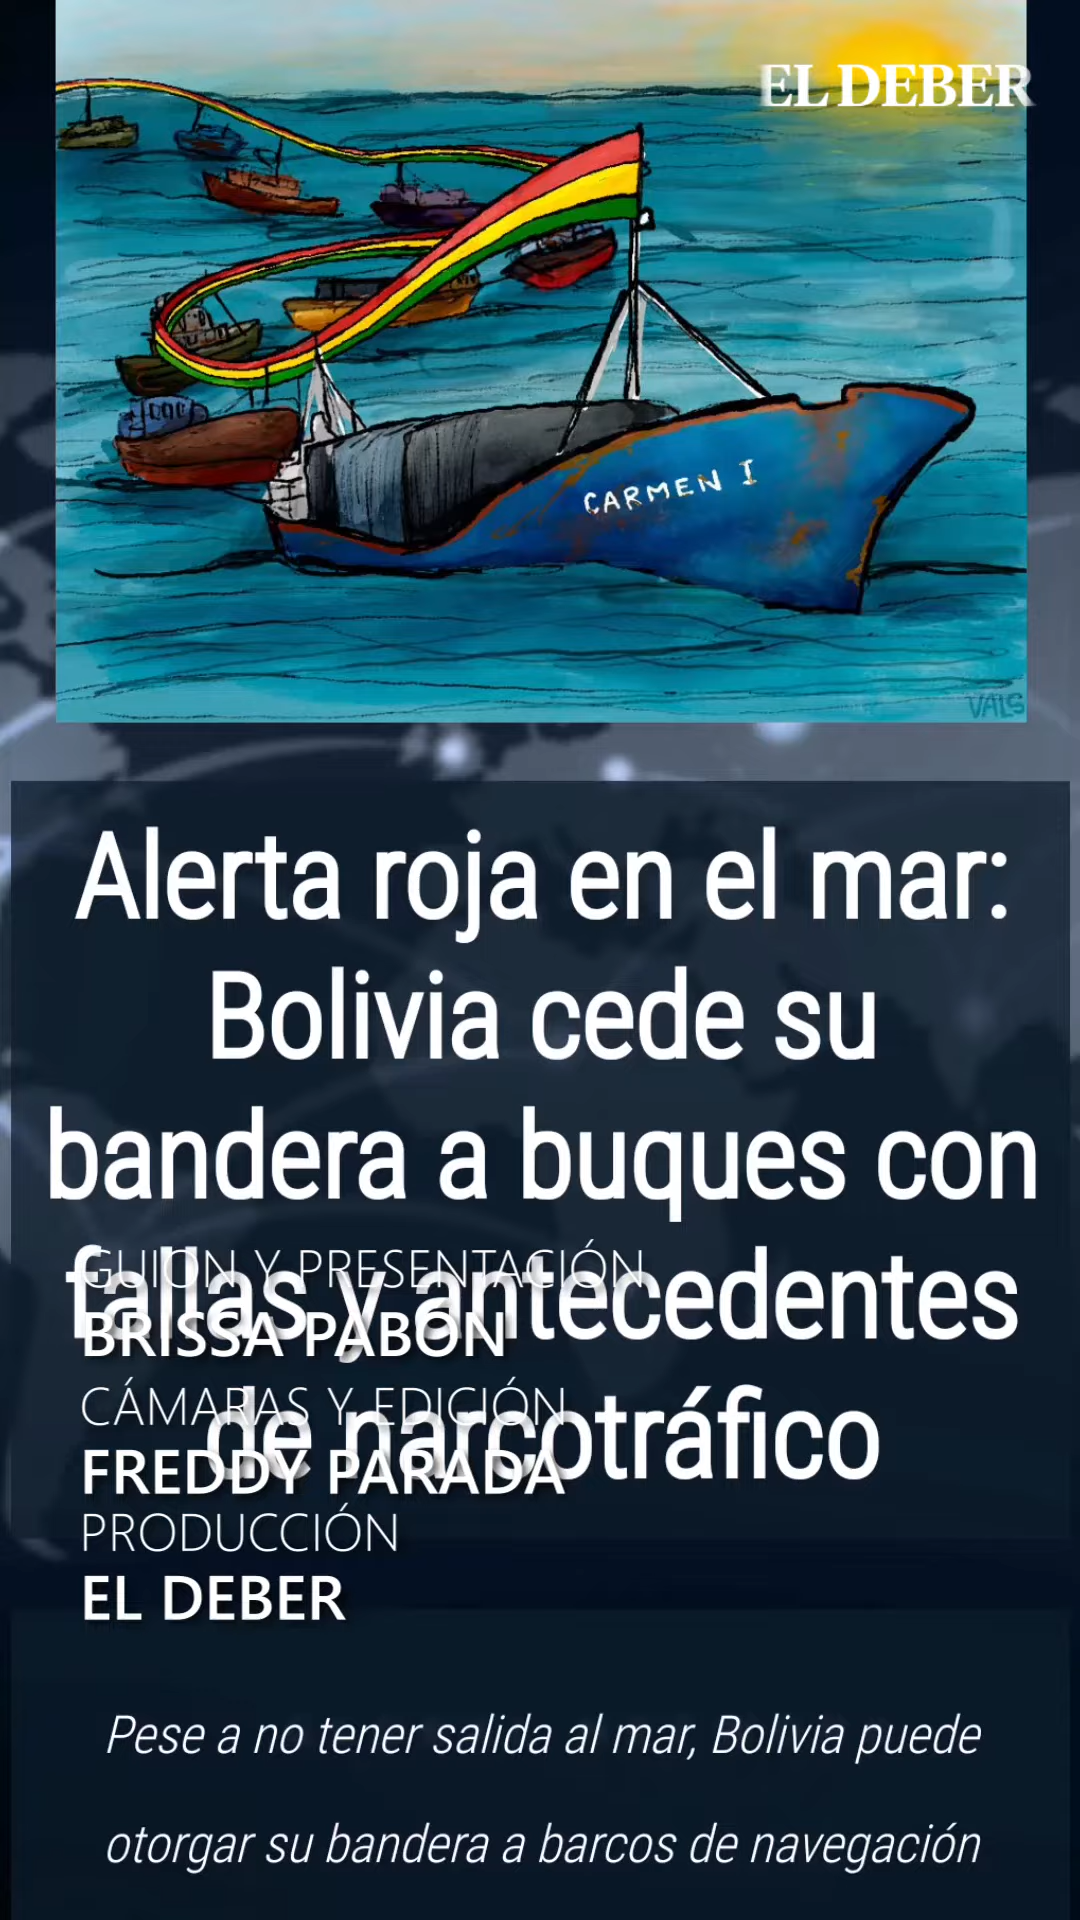 EL DEBER
CARMEN I
VALS
Alerta roja en el mar:
Bolivia cede su
bandera a buques con
fallas y antecedentes
de narcotráfico
GUION Y PRESENTACIÓN
BRISSA PABÓN
CÁMARAS Y EDICIÓN
FREDDY PARADA
PRODUCCIÓN
EL DEBER
Pese a no tener salida al mar, Bolivia puede
otorgar su bandera a barcos de navegación